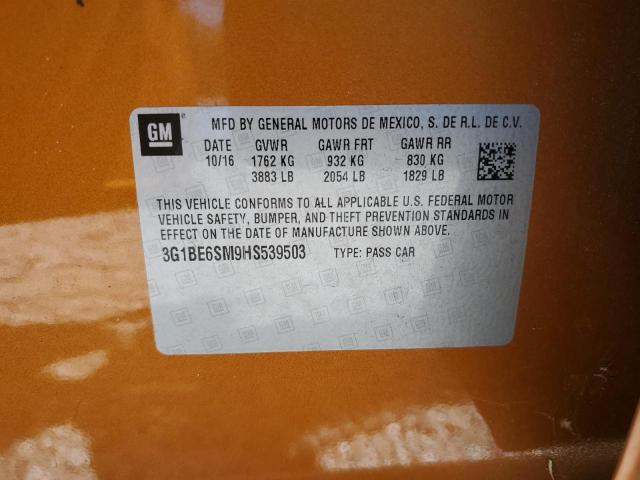 GM
MFD BY GENERAL MOTORS DE MEXICO, S. DE R.L. DE C.V.
DATE GVWR GAWR FRT GAWR RR
10/16 1762 KG 932 KG 830 KG
3883 LB 2054 LB 1829 LB
THIS VEHICLE CONFORMS TO ALL APPLICABLE U.S. FEDERAL MOTOR
VEHICLE SAFETY, BUMPER, AND THEFT PREVENTION STANDARDS IN
EFFECT ON THE DATE OF MANUFACTURE SHOWN ABOVE.
3G1BE6SM9HS539503 TYPE: PASS CAR